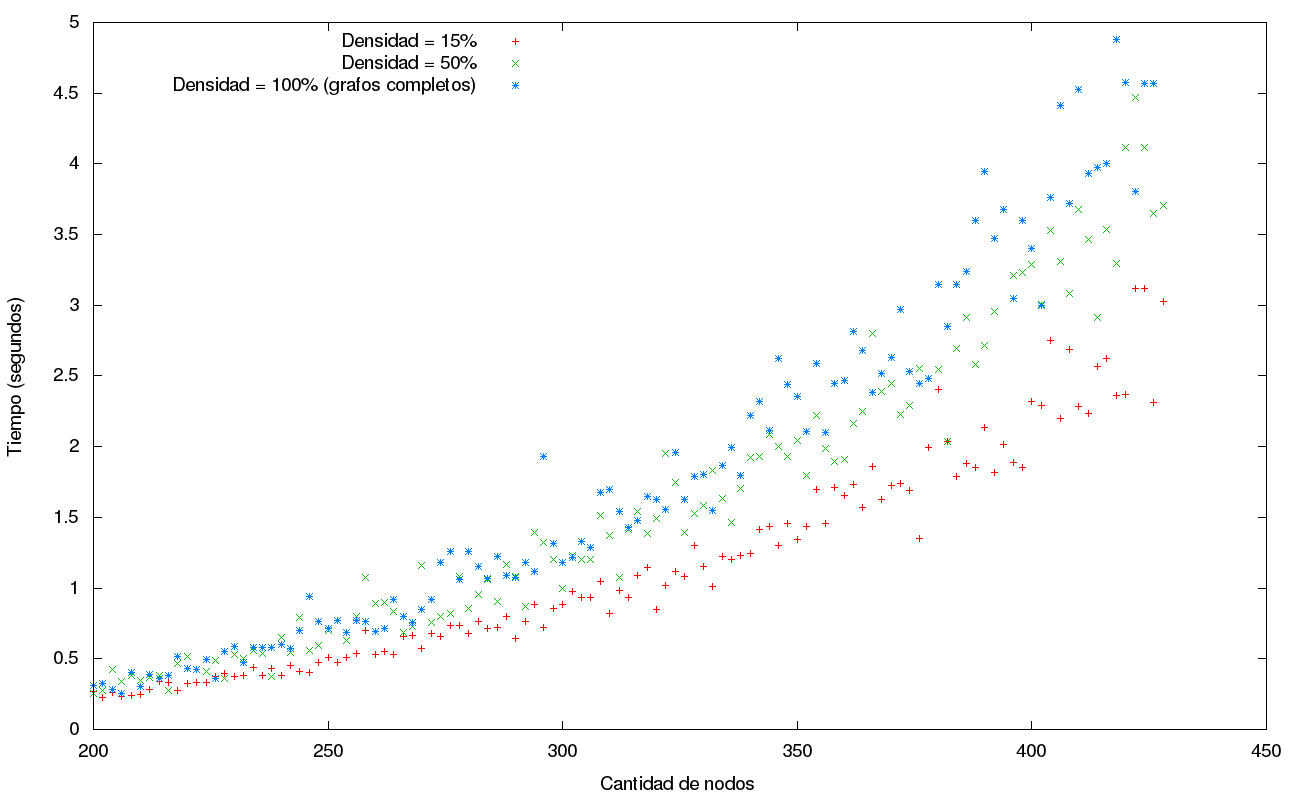 Densidad = 15%
Densidad = 50%
Densidad = 100% (grafos completos)
5
4.5
4
3.5
3
2.5
2
1.5
1
0.5
0
Tiempo (segundos)
200 250 300 350 400 450
Cantidad de nodos